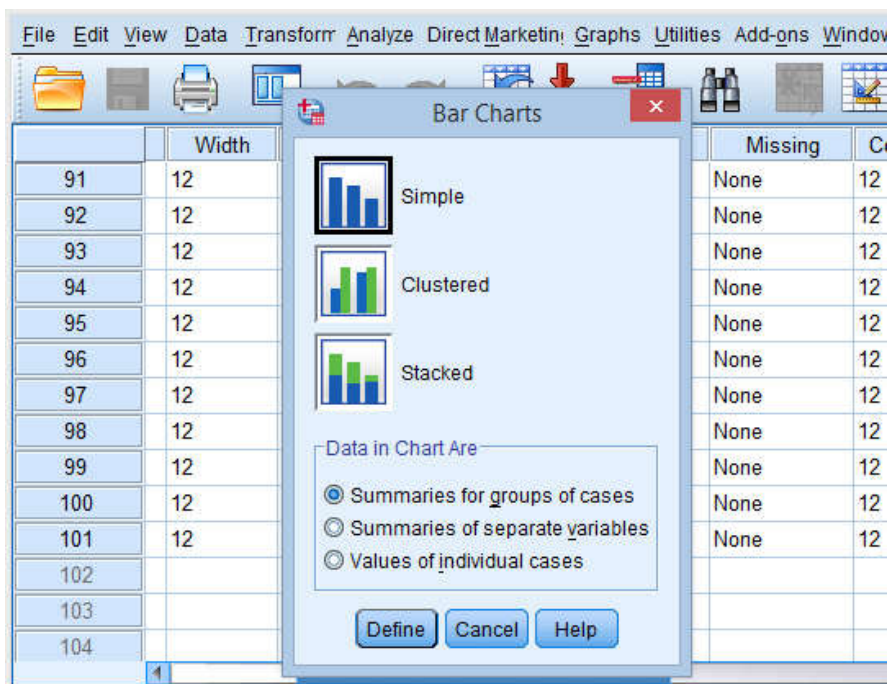 File Edit View Data Transform Analyze Direct Marketing Graphs Utilities Add-ons Window
Bar Charts
Width Missing
91 12 None 12
92 12 None 12
93 12 None 12
94 12 None 12
95 12 None 12
96 12 None 12
97 12 None 12
98 12 None 12
99 12 None 12
100 12 None 12
101 12 None 12
102
103
104
Simple
Clustered
Stacked
Data in Chart Are
Summaries for groups of cases
Summaries of separate variables
Values of individual cases
Define Cancel Help